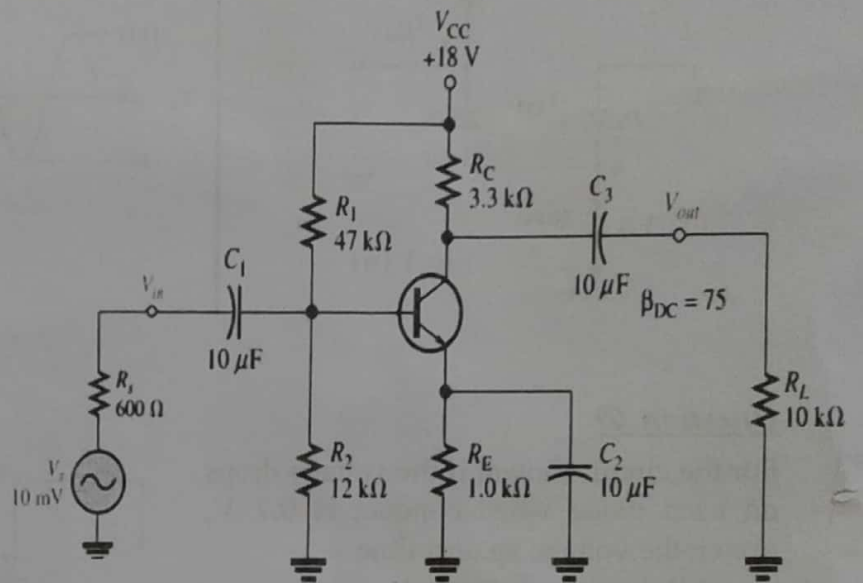 V_CC
+18 V
R_C
3.3 kΩ
C_3
V_out
R_1
47 kΩ
C_1
V_in
10 μF
β_DC = 75
10 μF
R_s
600 Ω
R_L
10 kΩ
V_s
10 mV
R_2
12 kΩ
R_E
1.0 kΩ
C_2
10 μF